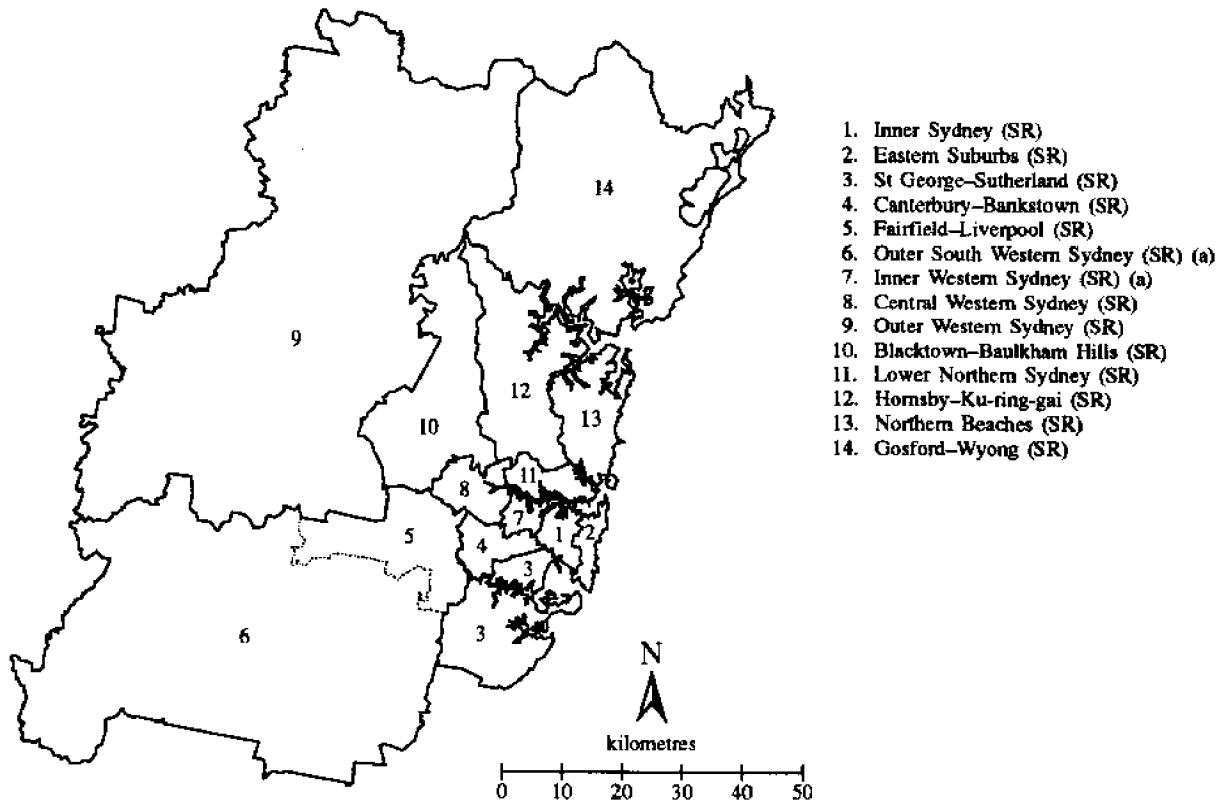 14
1. Inner Sydney (SR)
2. Eastern Suburbs (SR)
3. St George–Sutherland (SR)
4. Canterbury–Bankstown (SR)
5. Fairfield–Liverpool (SR)
6. Outer South Western Sydney (SR) (a)
7. Inner Western Sydney (SR) (a)
8. Central Western Sydney (SR)
9. Outer Western Sydney (SR)
10. Blacktown–Baulkham Hills (SR)
11. Lower Northern Sydney (SR)
12. Hornsby–Ku-ring-gai (SR)
13. Northern Beaches (SR)
14. Gosford–Wyong (SR)
9
12
13
10
11
8
7
5
4
1
2
3
6
3
N
kilometres
0 10 20 30 40 50